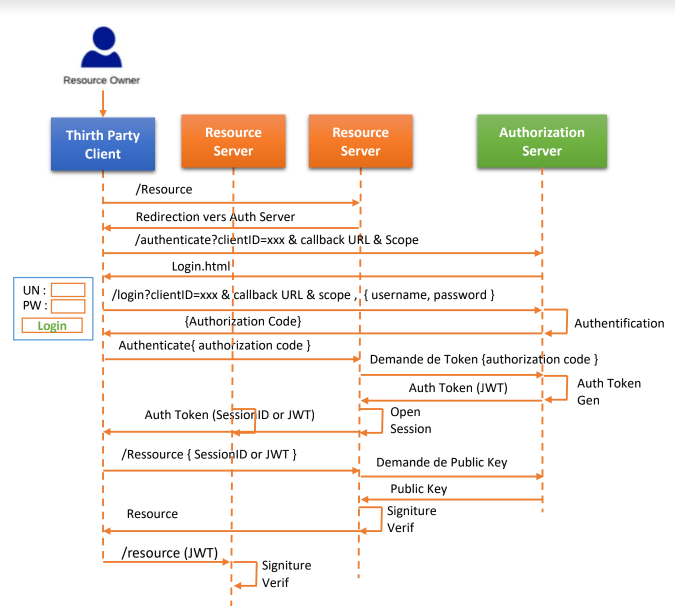 Resource Owner
Thirth Party
Client
Resource
Server
Resource
Server
Authorization
Server
/Resource
Redirection vers Auth Server
/authenticate?clientID=xxx & callback URL & Scope
Login.html
UN :
PW :
Login
/login?clientID=xxx & callback URL & scope , { username, password }
{Authorization Code}
Authentification
Authenticate{ authorization code }
Demande de Token {authorization code }
Auth Token (JWT)
Auth Token
Gen
Auth Token (SessionID or JWT)
Open
Session
/Ressource { SessionID or JWT }
Demande de Public Key
Public Key
Resource
Signiture
Verif
/resource (JWT)
Signiture
Verif